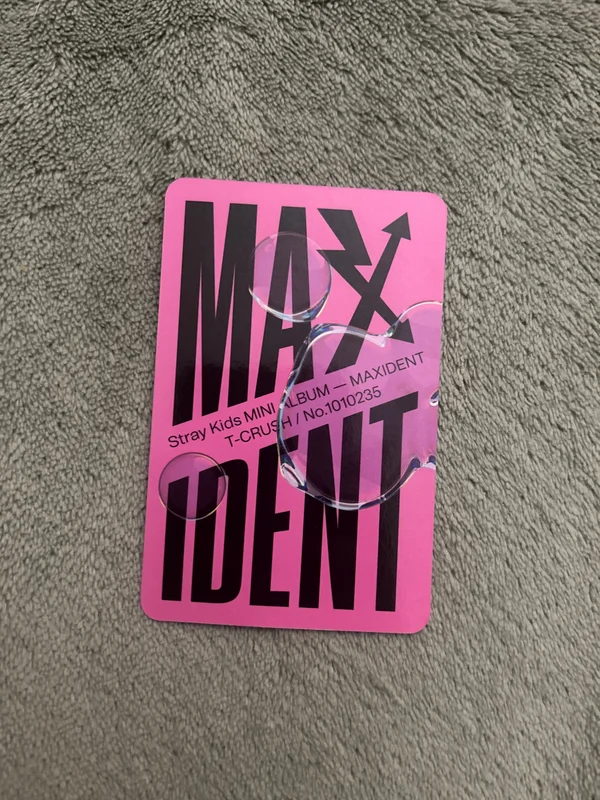 MAX
Stray Kids MINI ALBUM — MAXIDENT
T-CRUSH / No.1010235
IDENT